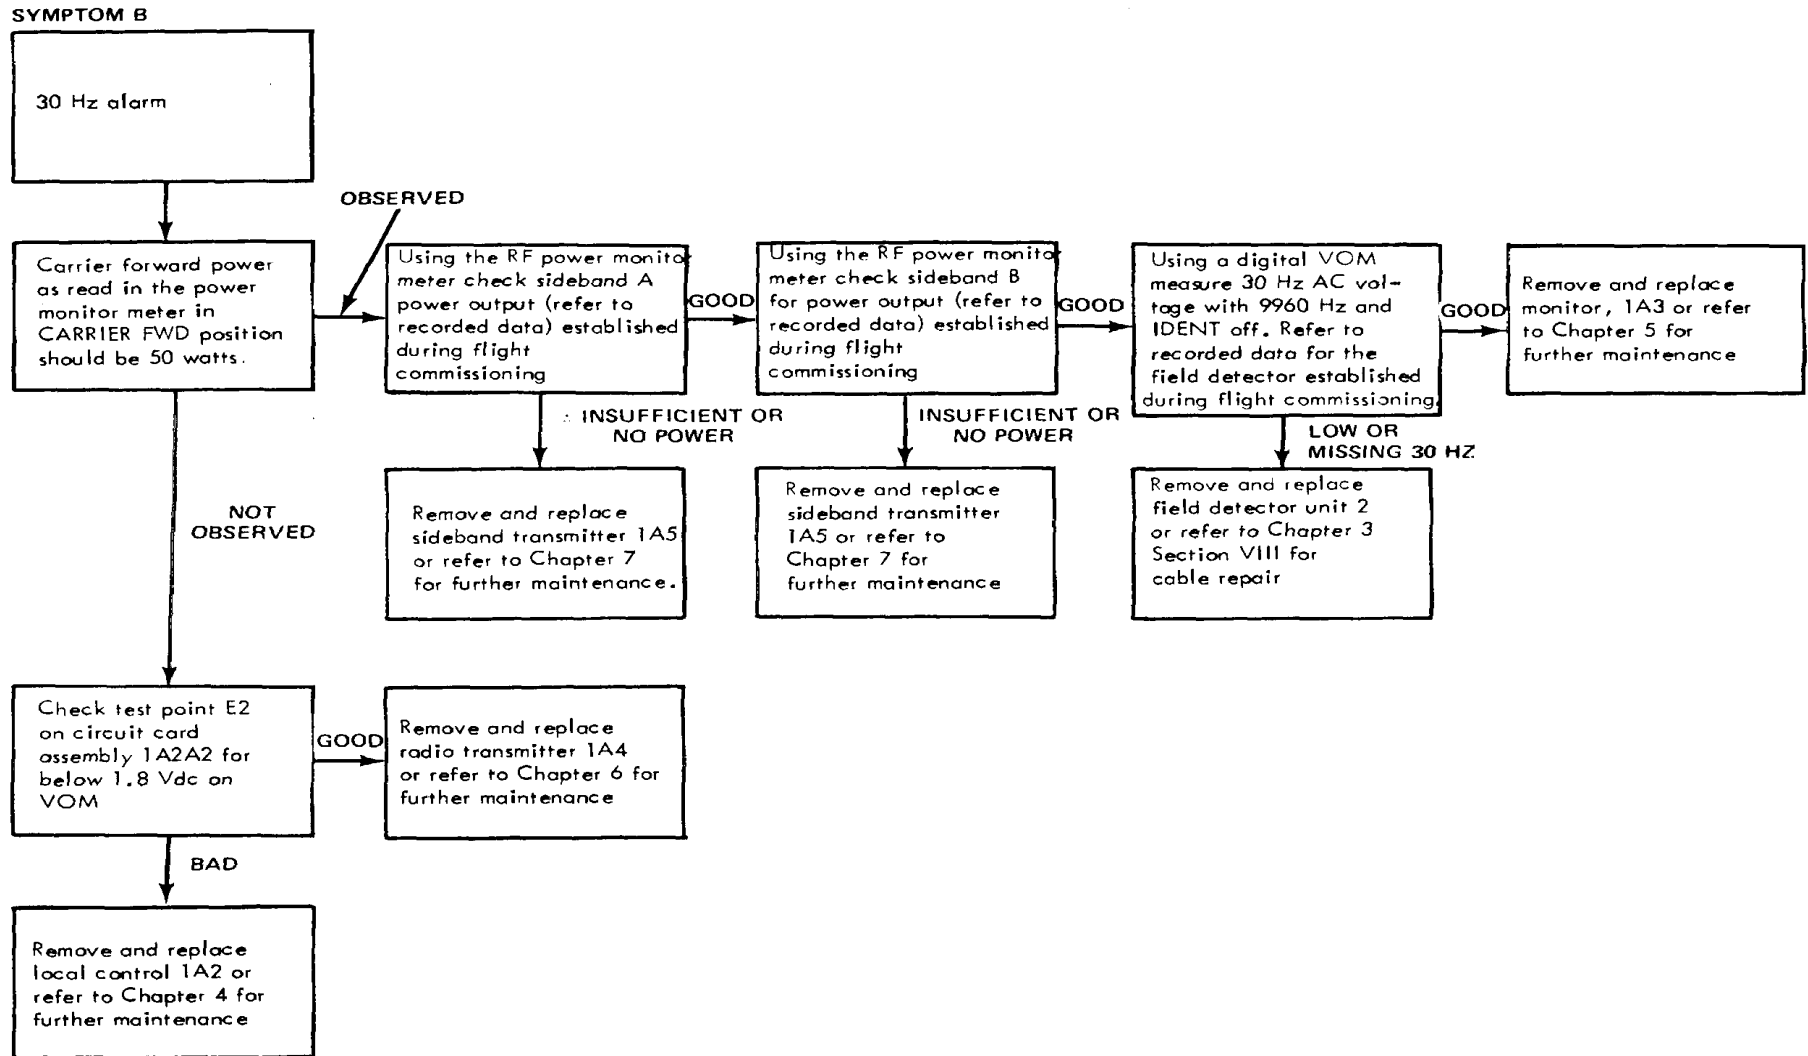 SYMPTOM B
30 Hz alarm
OBSERVED
Carrier forward power
as read in the power
monitor meter in
CARRIER FWD position
should be 50 watts.
Using the RF power monitor
meter check sideband A
power output (refer to
recorded data) established
during flight
commissioning
GOOD
Using the RF power monitor
meter check sideband B
for power output (refer to
recorded data) established
during flight
commissioning
GOOD
Using a digital VOM
measure 30 Hz AC vol-
tage with 9960 Hz and
IDENT off. Refer to
recorded data for the
field detector established
during flight commissioning.
GOOD
Remove and replace
monitor, 1A3 or refer
to Chapter 5 for
further maintenance
INSUFFICIENT OR
NO POWER
INSUFFICIENT OR
NO POWER
LOW OR
MISSING 30 HZ
NOT
OBSERVED
Remove and replace
sideband transmitter 1A5
or refer to Chapter 7
for further maintenance.
Remove and replace
sideband transmitter
1A5 or refer to
Chapter 7 for
further maintenance
Remove and replace
field detector unit 2
or refer to Chapter 3
Section VIII for
cable repair
Check test point E2
on circuit card
assembly 1A2A2 for
below 1.8 Vdc on
VOM
GOOD
Remove and replace
radio transmitter 1A4
or refer to Chapter 6 for
further maintenance
BAD
Remove and replace
local control 1A2 or
refer to Chapter 4 for
further maintenance